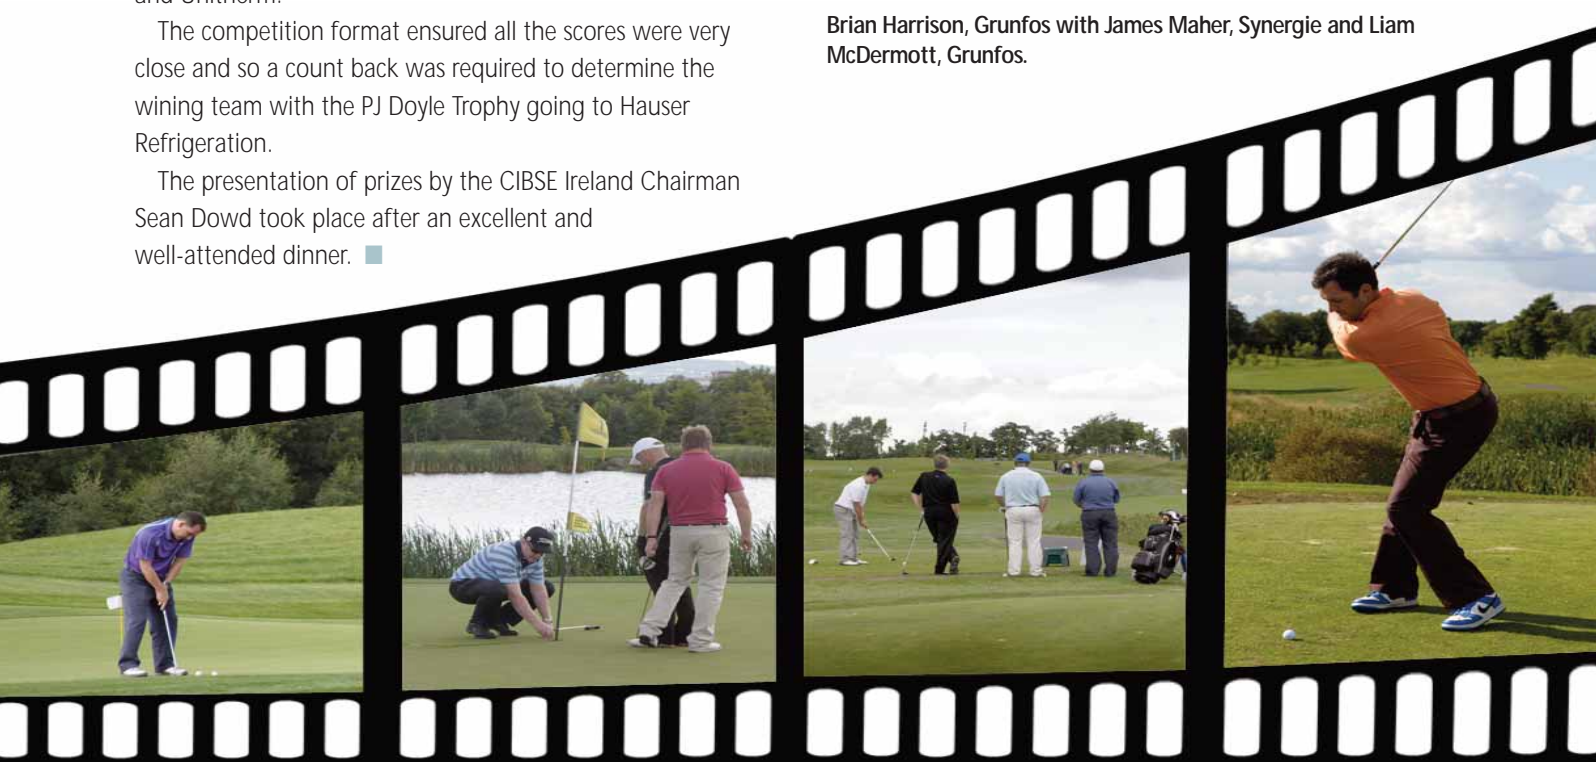 and Unitherm.
The competition format ensured all the scores were very
close and so a count back was required to determine the
wining team with the PJ Doyle Trophy going to Hauser
Refrigeration.
The presentation of prizes by the CIBSE Ireland Chairman
Sean Dowd took place after an excellent and
well-attended dinner.
Brian Harrison, Grunfos with James Maher, Synergie and Liam
McDermott, Grunfos.